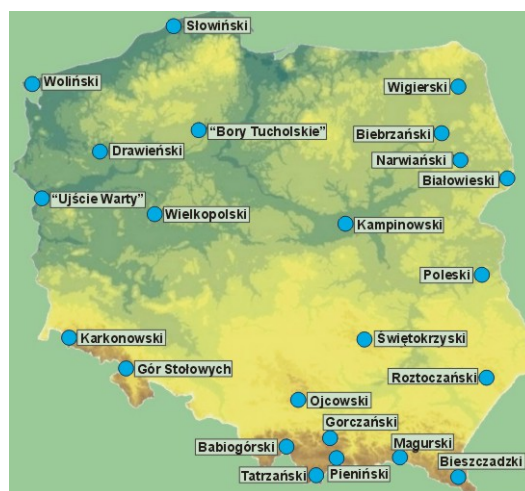 Słowiński
Woliński
Wigierski
"Bory Tucholskie"
Biebrzański
Drawieński
Narwiański
Białowieski
"Ujście Warty"
Wielkopolski
Kampinowski
Poleski
Karkonowski
Świętokrzyski
Gór Stołowych
Roztoczański
Ojcowski
Gorczański
Babiogórski
Magurski
Bieszczadzki
Tatrzański
Pieniński